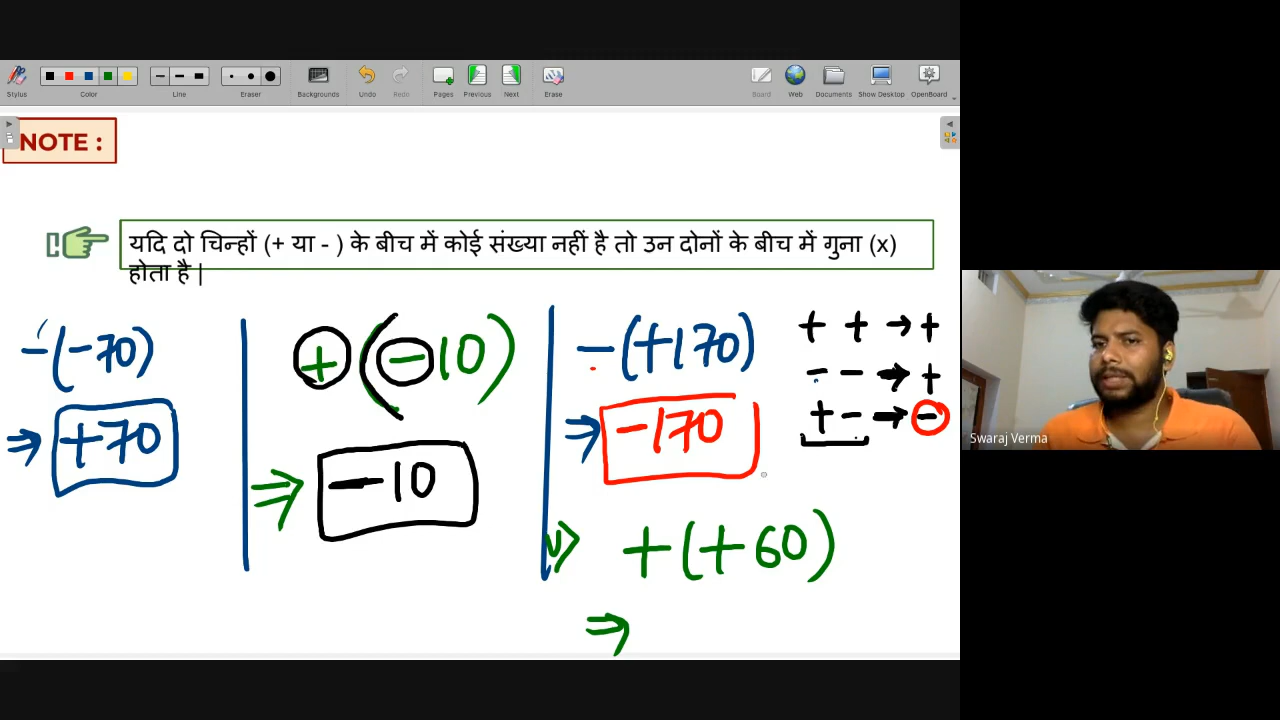 Stylus
Color
Line
Eraser
Backgrounds
Undo
Redo
Pages
Previous
Next
Erase
Board
Web
Documents
Show Desktop
OpenBoard
NOTE :
यदि दो चिन्हों (+ या - ) के बीच में कोई संख्या नहीं है तो उन दोनों के बीच में गुना (x)
होता है |
-(-70)
⇒ +70
+(-10)
⇒ -10
-(+170)
⇒ -170
+ + → +
- - → +
+ - → -
+(+60)
⇒
Swaraj Verma